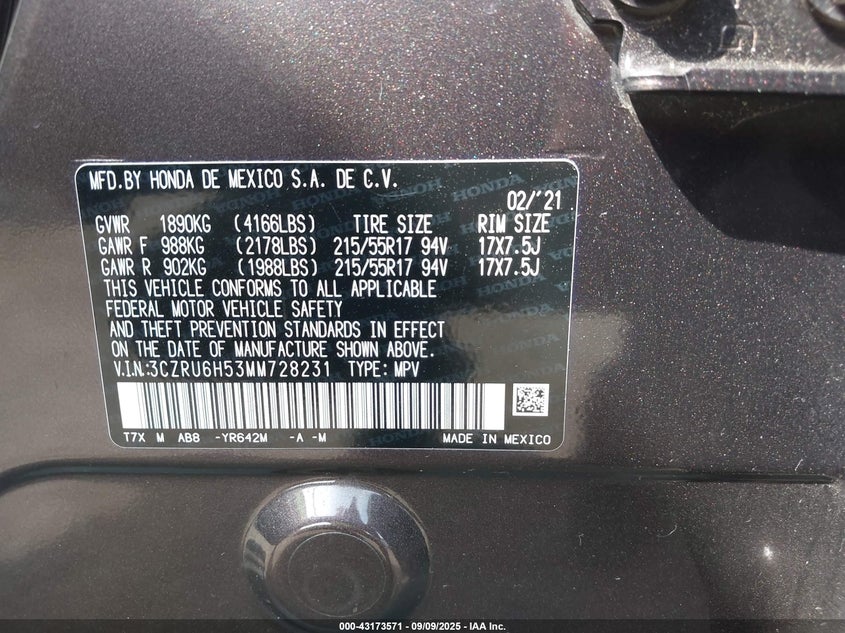 MFD.BY HONDA DE MEXICO S.A. DE C.V.
02/'21
GVWR 1890KG (4166LBS) TIRE SIZE RIM SIZE
GAWR F 988KG (2178LBS) 215/55R17 94V 17X7.5J
GAWR R 902KG (1988LBS) 215/55R17 94V 17X7.5J
THIS VEHICLE CONFORMS TO ALL APPLICABLE
FEDERAL MOTOR VEHICLE SAFETY
AND THEFT PREVENTION STANDARDS IN EFFECT
ON THE DATE OF MANUFACTURE SHOWN ABOVE.
V.I.N.:3CZRU6H53MM728231 TYPE: MPV
T7X M AB8 -YR642M -A -M MADE IN MEXICO
000-43173571 - 09/09/2025 - IAA Inc.